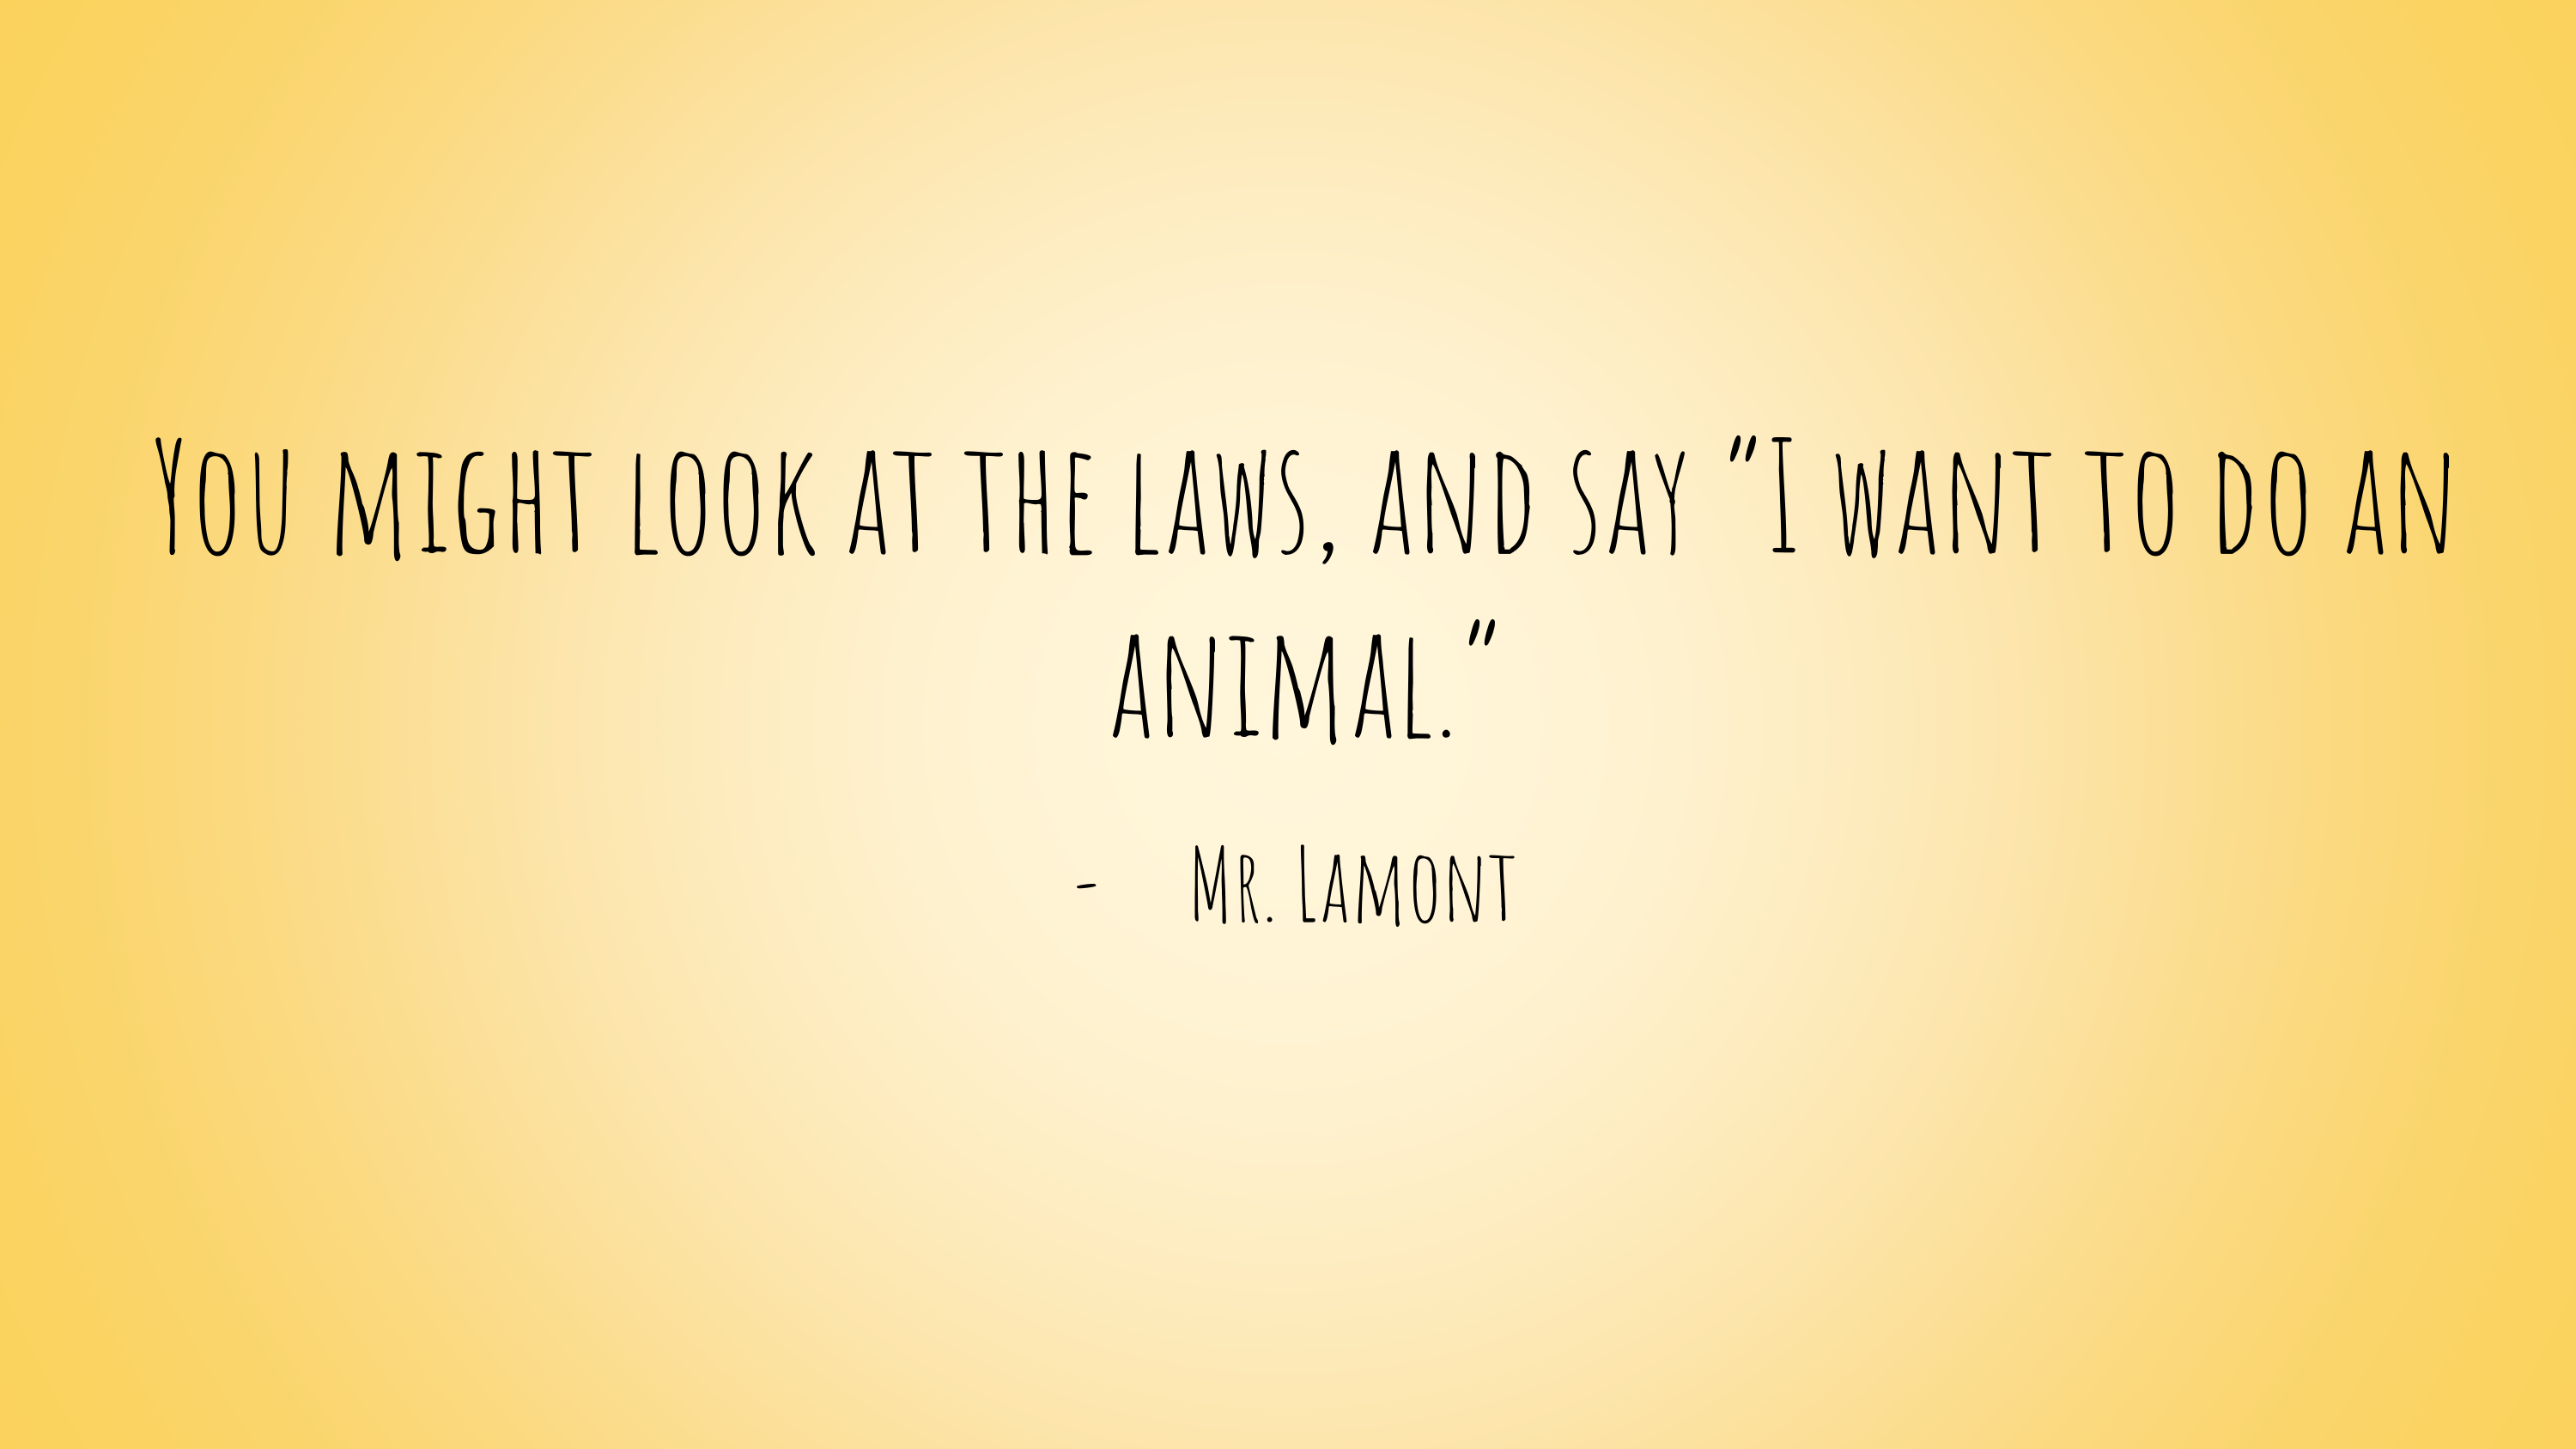 You might look at the laws, and say "I want to do an
animal."
- Mr. Lamont